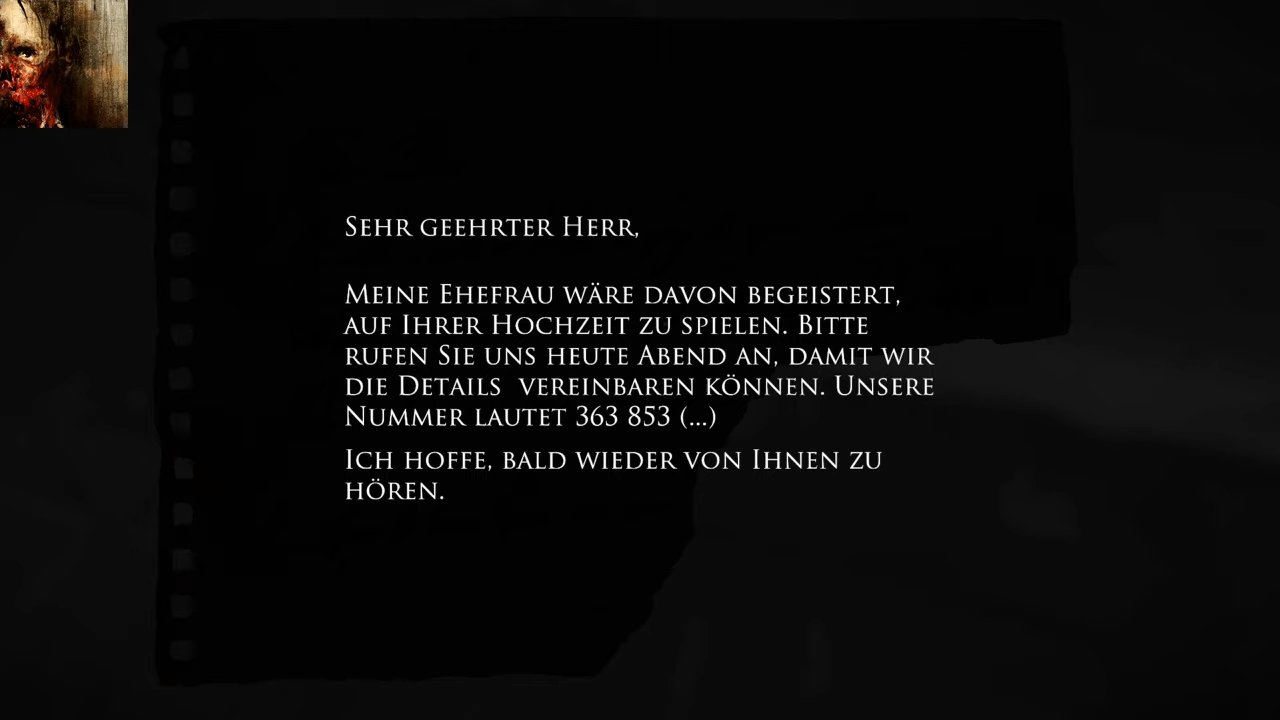 Sehr geehrter Herr,
Meine Ehefrau wäre davon begeistert,
auf Ihrer Hochzeit zu spielen. Bitte
rufen Sie uns heute Abend an, damit wir
die Details  vereinbaren können. Unsere
Nummer lautet 363 853 (...)
Ich hoffe, bald wieder von Ihnen zu
hören.